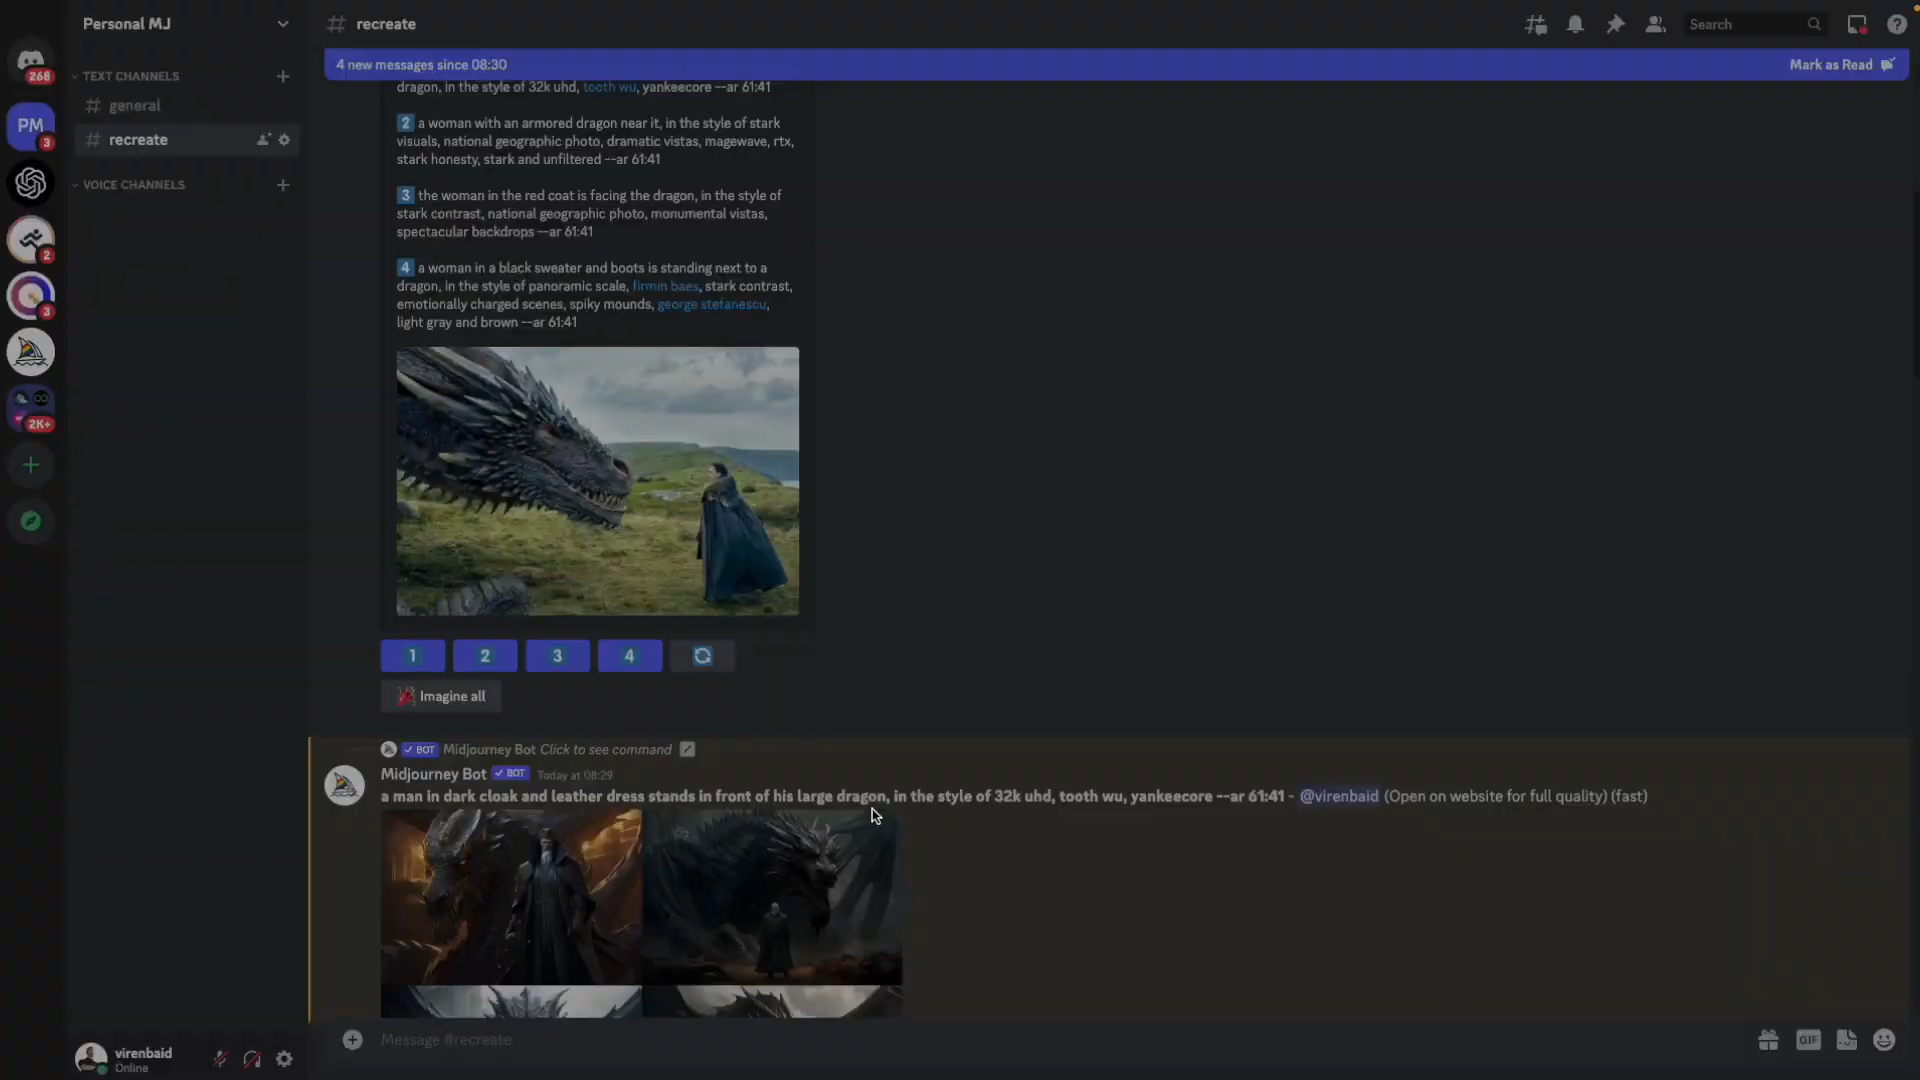 Personal MJ
# recreate
Search
4 new messages since 08:30
Mark as Read
268
TEXT CHANNELS
# general
# recreate
PM
3
VOICE CHANNELS
2
3
2K+
dragon, in the style of 32k uhd, tooth wu, yankeecore --ar 61:41
2 a woman with an armored dragon near it, in the style of stark
visuals, national geographic photo, dramatic vistas, magewave, rtx,
stark honesty, stark and unfiltered --ar 61:41
3 the woman in the red coat is facing the dragon, in the style of
stark contrast, national geographic photo, monumental vistas,
spectacular backdrops --ar 61:41
4 a woman in a black sweater and boots is standing next to a
dragon, in the style of panoramic scale, firmin baes, stark contrast,
emotionally charged scenes, spiky mounds, george stefanescu,
light gray and brown --ar 61:41
1 2 3 4
Imagine all
BOT Midjourney Bot Click to see command
Midjourney Bot BOT Today at 08:29
a man in dark cloak and leather dress stands in front of his large dragon, in the style of 32k uhd, tooth wu, yankeecore --ar 61:41 - @virenbaid (Open on website for full quality) (fast)
Message #recreate
GIF
virenbaid
Online